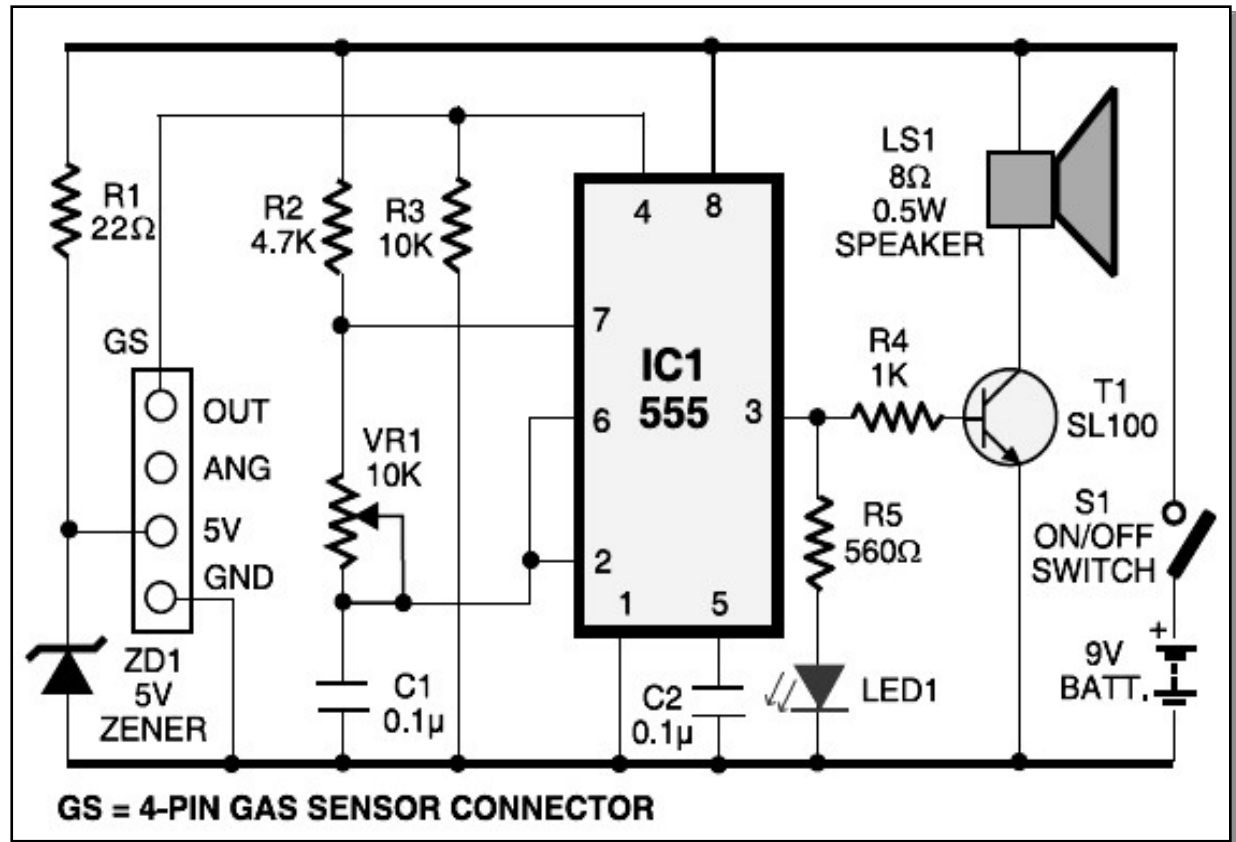 R1
22Ω
R2
4.7K
R3
10K
4
8
LS1
8Ω
0.5W
SPEAKER
7
GS
IC1
555
R4
1K
OUT
6
3
T1
SL100
ANG
VR1
10K
5V
GND
2
R5
560Ω
S1
ON/OFF
SWITCH
1
5
ZD1
5V
ZENER
C1
0.1µ
C2
0.1µ
LED1
+
9V
BATT.
GS = 4-PIN GAS SENSOR CONNECTOR